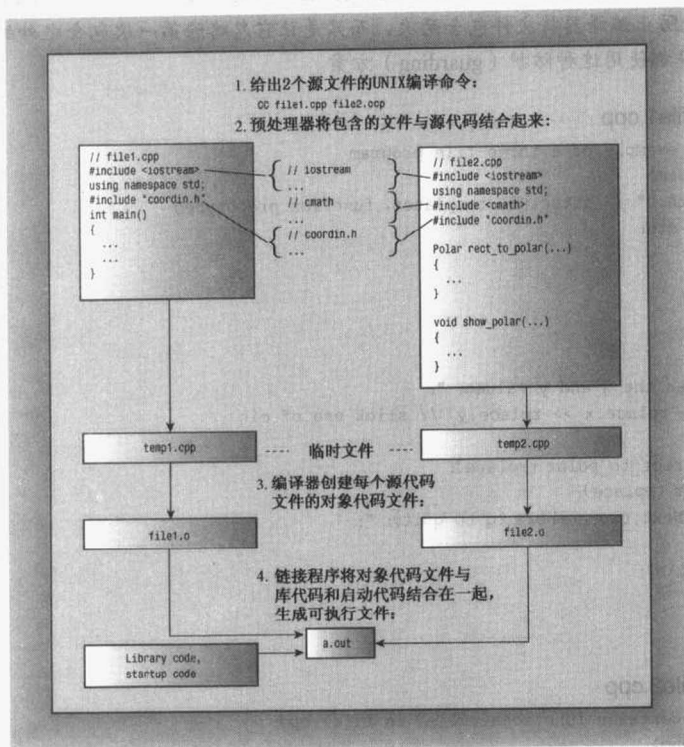 1. 给出2个源文件的UNIX编译命令：
CC file1.cpp file2.ocp
2. 预处理器将包含的文件与源代码结合起来：
// file1.cpp
#include <iostream>
using namespace std;
#include "coordin.h"
int main()
{
...
...
}
// iostream
...
// cmath
...
// coordin.h
...
// file2.cpp
#include <iostream>
using namespace std;
#include <cmath>
#include "coordin.h"
Polar rect_to_polar(...)
{
...
}
void show_polar(...)
{
...
}
temp1.cpp
临时文件
temp2.cpp
3. 编译器创建每个源代码
文件的对象代码文件：
file1.o
file2.o
4. 链接程序将对象代码文件与
库代码和启动代码结合在一起，
生成可执行文件：
a.out
Library code,
startup code